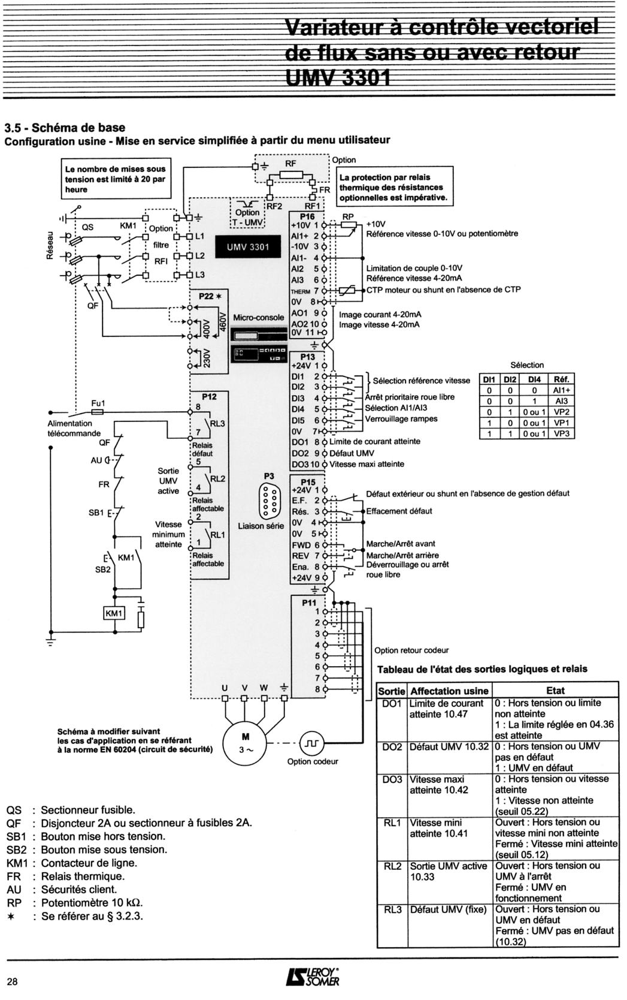 Variateur à contrôle vectoriel
de flux sans ou avec retour
UMV 3301
3.5 - Schéma de base
Configuration usine - Mise en service simplifiée à partir du menu utilisateur
Le nombre de mises sous
tension est limité à 20 par
heure
RF
Option
La protection par relais
thermique des résistances
optionnelles est impérative.
FR
RF2
RF1
Option
T - UMV
Réseau
QS
KM1
Option
filtre
RFI
L1
L2
L3
QF
UMV 3301
P22 *
400V
460V
230V
Micro-console
P16
+10V 1
AI1+ 2
-10V 3
AI1- 4
AI2 5
AI3 6
THERM 7
0V 8
AO1 9
AO2 10
0V 11
RP
+10V
Référence vitesse 0-10V ou potentiomètre
Limitation de couple 0-10V
Référence vitesse 4-20mA
CTP moteur ou shunt en l'absence de CTP
Image courant 4-20mA
Image vitesse 4-20mA
P13
+24V 1
DI1 2
DI2 3
DI3 4
DI4 5
DI5 6
0V 7
DO1 8 Limite de courant atteinte
DO2 9 Défaut UMV
DO3 10 Vitesse maxi atteinte
Sélection référence vitesse
Arrêt prioritaire roue libre
Sélection AI1/AI3
Verrouillage rampes
Sélection
DI1 DI2 DI4 Réf.
0 0 0 AI1+
0 0 1 AI3
0 1 0 ou 1 VP2
1 0 0 ou 1 VP1
1 1 0 ou 1 VP3
Fu1
Alimentation
télécommande
QF
AU
FR
SB1
SB2
KM1
KM1
P12
8
RL3
7
Relais
défaut
5
Sortie
UMV
active
RL2
4
Relais
affectable
2
Vitesse
minimum
atteinte
RL1
1
Relais
affectable
P3
Liaison série
P15
+24V 1
E.F. 2
Rés. 3
0V 4
0V 5
FWD 6
REV 7
Ena. 8
+24V 9
Défaut extérieur ou shunt en l'absence de gestion défaut
Effacement défaut
Marche/Arrêt avant
Marche/Arrêt arrière
Déverrouillage ou arrêt
roue libre
P11
1
2
3
4
5
6
7
8
Option retour codeur
U V W
M
3 ~
Option codeur
Schéma à modifier suivant
les cas d'application en se référant
à la norme EN 60204 (circuit de sécurité)
Tableau de l'état des sorties logiques et relais
Sortie Affectation usine Etat
DO1 Limite de courant 0 : Hors tension ou limite
atteinte 10.47 non atteinte
1 : La limite réglée en 04.36
est atteinte
DO2 Défaut UMV 10.32 0 : Hors tension ou UMV
pas en défaut
1 : UMV en défaut
DO3 Vitesse maxi 0 : Hors tension ou vitesse
atteinte 10.42 atteinte
1 : Vitesse non atteinte
(seuil 05.22)
RL1 Vitesse mini Ouvert : Hors tension ou
atteinte 10.41 vitesse mini non atteinte
Fermé : Vitesse mini atteinte
(seuil 05.12)
RL2 Sortie UMV active Ouvert : Hors tension ou
10.33 UMV à l'arrêt
Fermé : UMV en
fonctionnement
RL3 Défaut UMV (fixe) Ouvert : Hors tension ou
UMV en défaut
Fermé : UMV pas en défaut
(10.32)
QS : Sectionneur fusible.
QF : Disjoncteur 2A ou sectionneur à fusibles 2A.
SB1 : Bouton mise hors tension.
SB2 : Bouton mise sous tension.
KM1 : Contacteur de ligne.
FR : Relais thermique.
AU : Sécurités client.
RP : Potentiomètre 10 kΩ.
* : Se référer au § 3.2.3.
28
LEROY®
SOMER